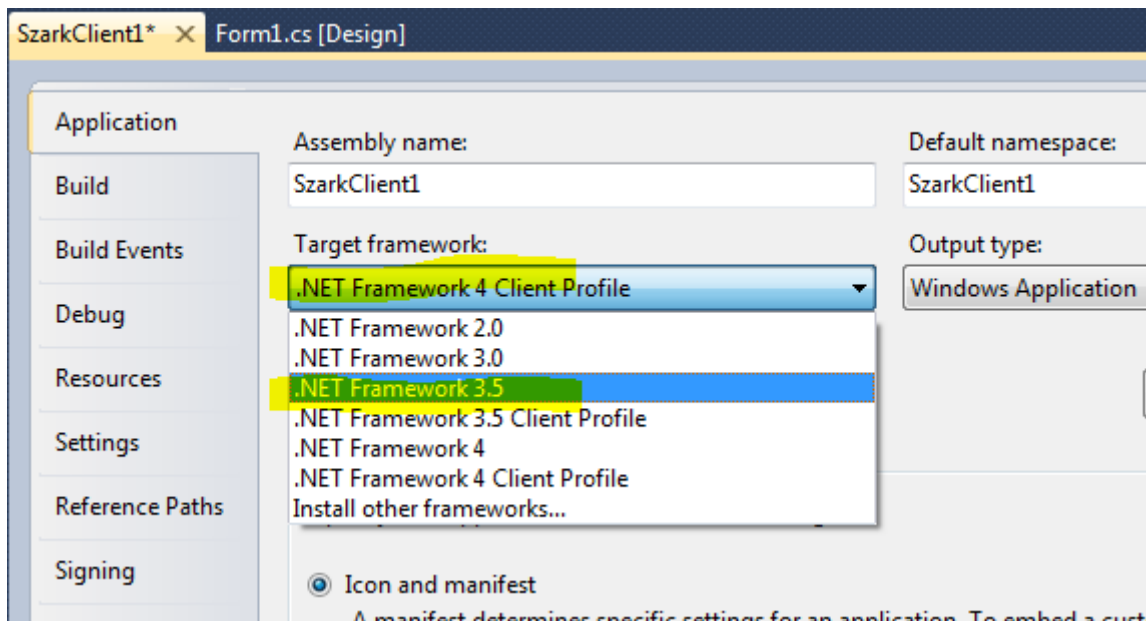 SzarkClient1* Form1.cs [Design]
Application
Assembly name:
Default namespace:
Build
SzarkClient1
SzarkClient1
Build Events
Target framework:
Output type:
.NET Framework 4 Client Profile
Windows Application
Debug
.NET Framework 2.0
.NET Framework 3.0
Resources
.NET Framework 3.5
.NET Framework 3.5 Client Profile
Settings
.NET Framework 4
.NET Framework 4 Client Profile
Reference Paths
Install other frameworks...
Signing
Icon and manifest
A manifest determines specific settings for an application. To embed a